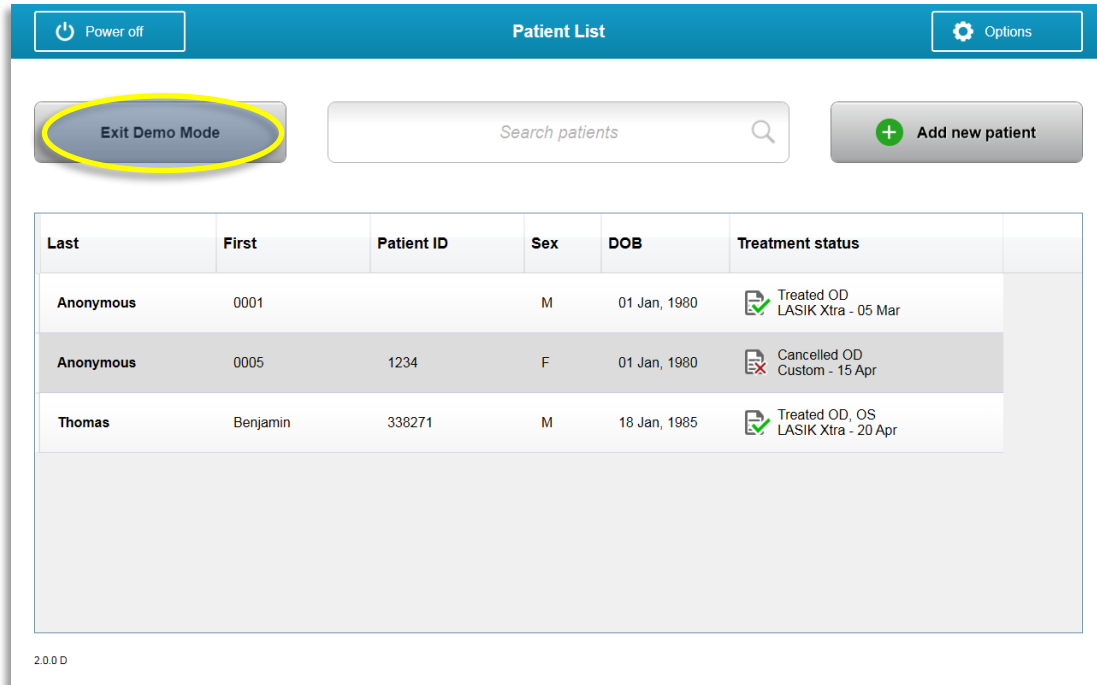 Power off
Patient List
Options
Exit Demo Mode
Search patients
Add new patient
Last First Patient ID Sex DOB Treatment status
Anonymous 0001 M 01 Jan, 1980 Treated OD
LASIK Xtra - 05 Mar
Anonymous 0005 1234 F 01 Jan, 1980 Cancelled OD
Custom - 15 Apr
Thomas Benjamin 338271 M 18 Jan, 1985 Treated OD, OS
LASIK Xtra - 20 Apr
2.0.0 D